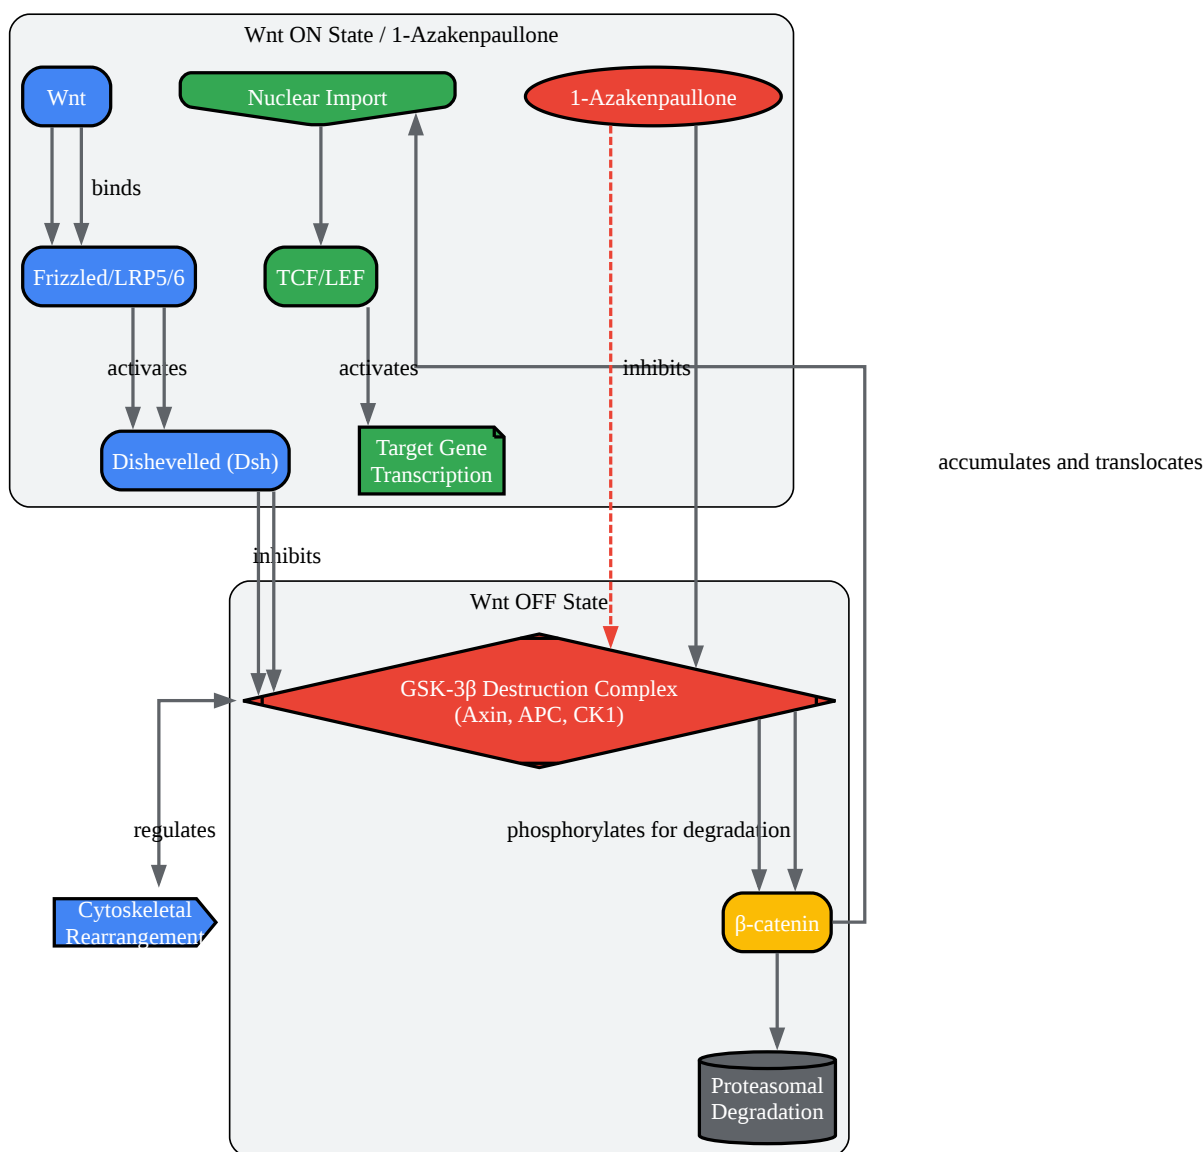 Wnt ON State / 1-Azakenpaullone
Wnt
Nuclear Import
1-Azakenpaullone
binds
Frizzled/LRP5/6
TCF/LEF
activates
activates
inhibits
Dishevelled (Dsh)
Target Gene
Transcription
accumulates and translocates
inhibits
Wnt OFF State
GSK-3β Destruction Complex
(Axin, APC, CK1)
regulates
phosphorylates for degradation
Cytoskeletal
Rearrangement
β-catenin
Proteasomal
Degradation